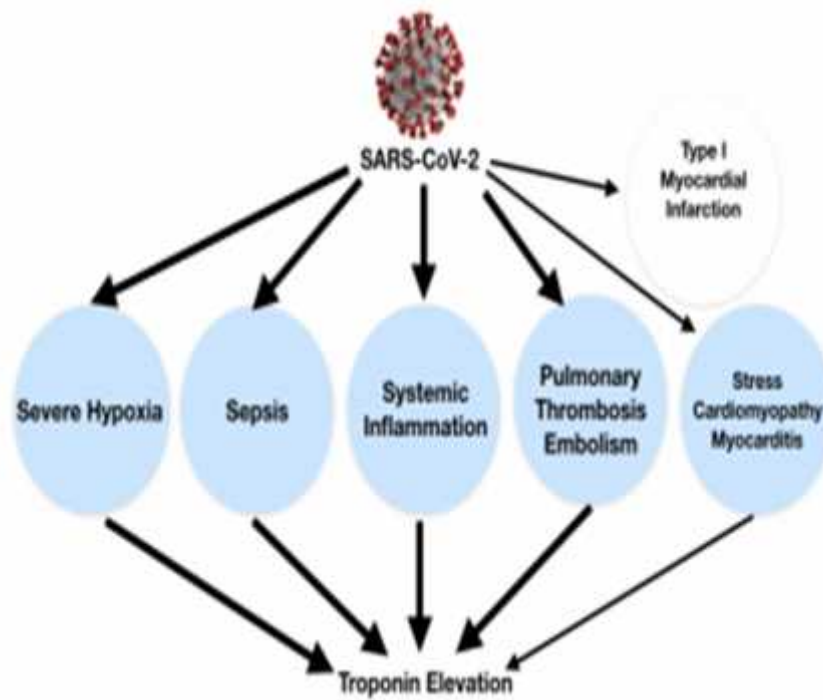 SARS-CoV-2
Type I
Myocardial
Infarction
Severe Hypoxia
Sepsis
Systemic
Inflammation
Pulmonary
Thrombosis
Embolism
Stress
Cardiomyopathy
Myocarditis
Troponin Elevation